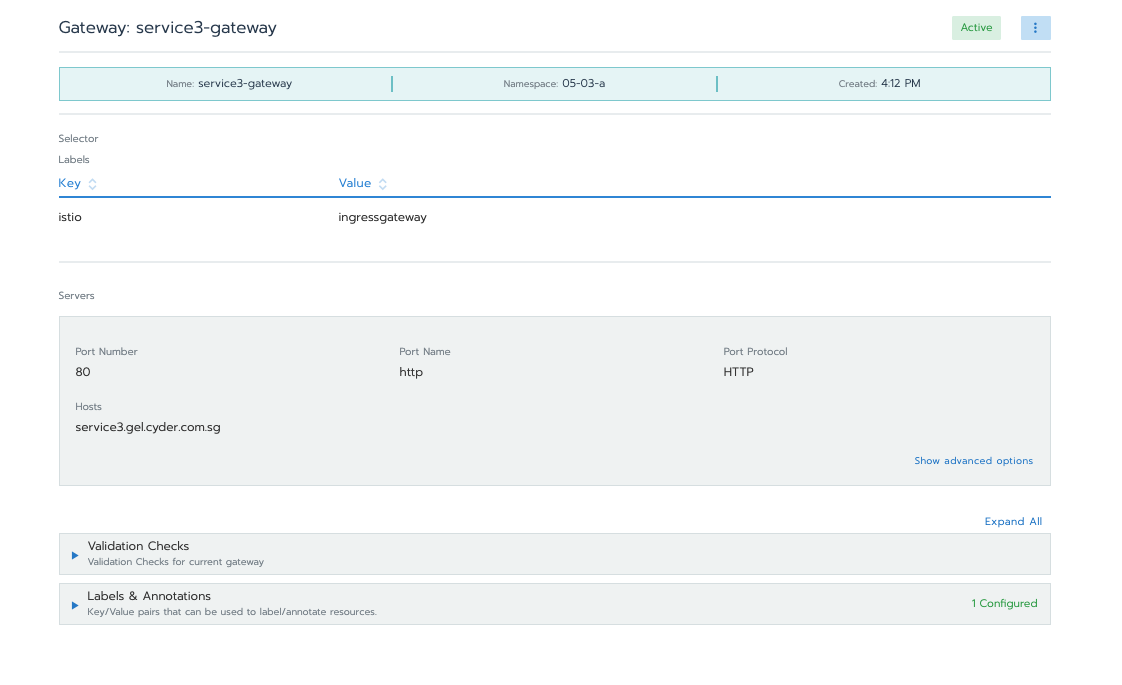 Gateway: service3-gateway
Active
Name: service3-gateway
Namespace: 05-03-a
Created: 4:12 PM
Selector
Labels
Key
Value
istio
ingressgateway
Servers
Port Number
Port Name
Port Protocol
80
http
HTTP
Hosts
service3.gel.cyder.com.sg
Show advanced options
Expand All
Validation Checks
Validation Checks for current gateway
Labels & Annotations
Key/Value pairs that can be used to label/annotate resources.
1 Configured